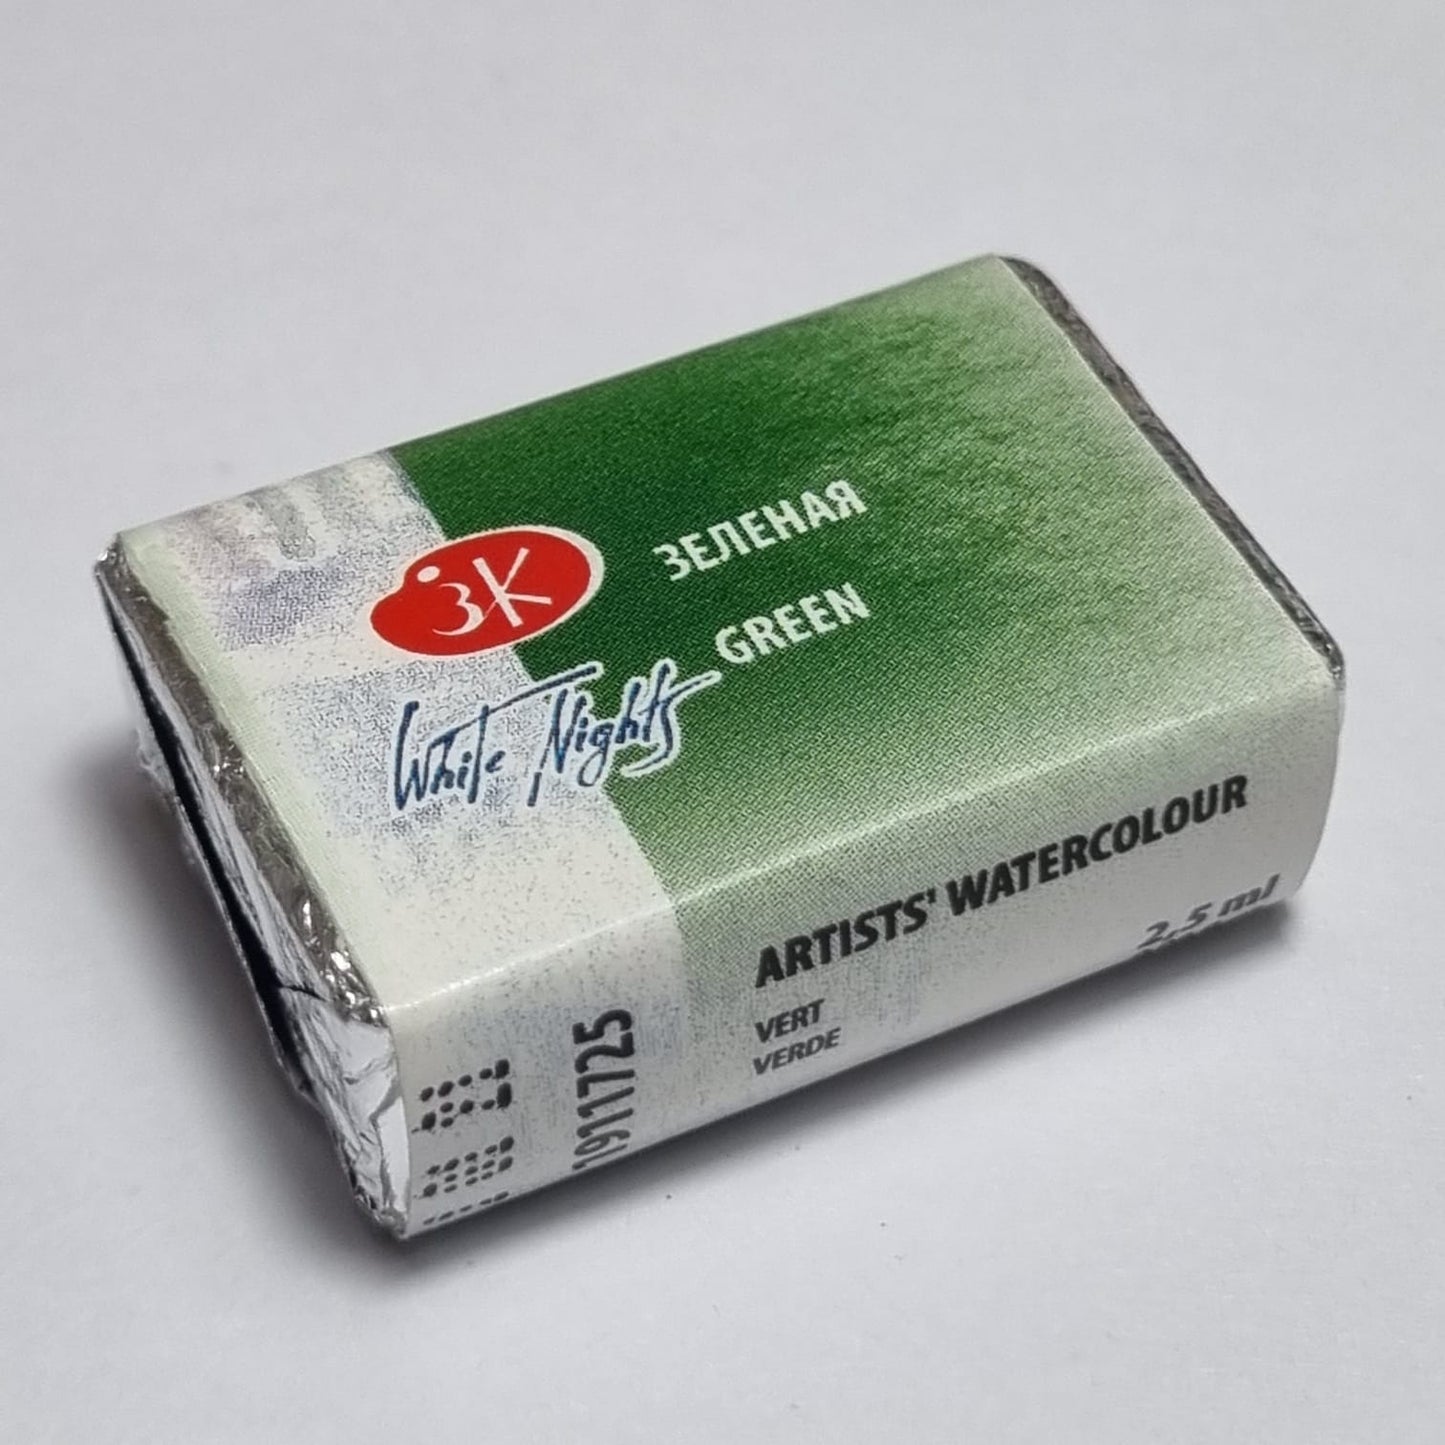 ЗК
ЗЕЛЕНАЯ
GREEN
White Nights
ARTISTS' WATERCOLOUR
2,5 ml
VERT
VERDE
1911725